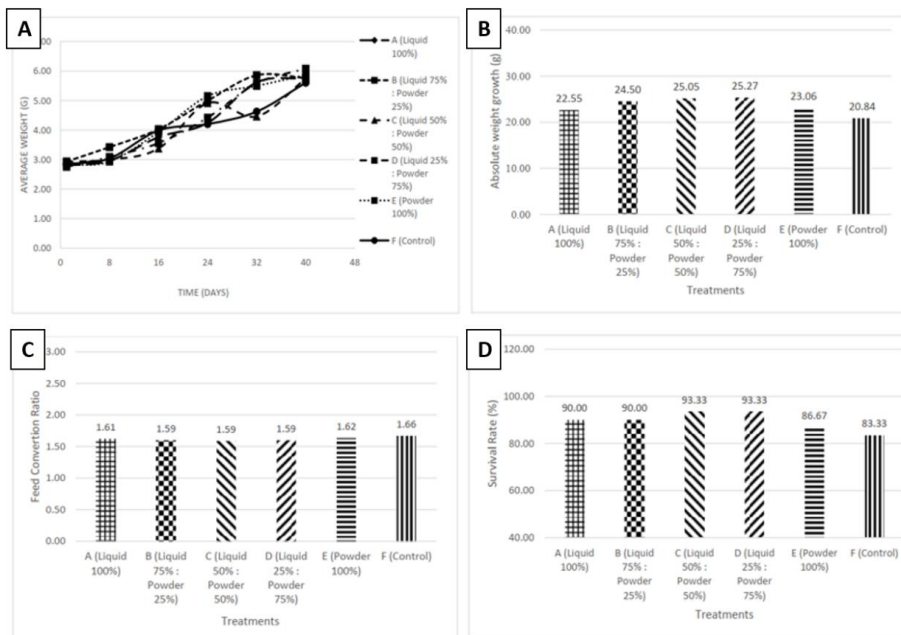 A
7.00
6.00
5.00
4.00
3.00
2.00
1.00
0.00
AVERAGE WEIGHT (G)
0
8
16
24
32
40
48
TIME (DAYS)
A (Liquid
100%)
B (Liquid 75%
: Powder
25%)
C (Liquid 50%
: Powder
50%)
D (Liquid 25%
: Powder
75%)
E (Powder
100%)
F (Control)
B
40.00
30.00
20.00
10.00
0.00
Absolute weight growth (g)
22.55
24.50
25.05
25.27
23.06
20.84
A (Liquid
100%)
B (Liquid
75% :
Powder
25%)
C (Liquid
50% :
Powder
50%)
D (Liquid
25% :
Powder
75%)
E (Powder
100%)
F (Control)
Treatments
C
3.00
2.50
2.00
1.50
1.00
0.50
0.00
Feed Convertion Ratio
1.61
1.59
1.59
1.59
1.62
1.66
A (Liquid
100%)
B (Liquid
75% :
Powder
25%)
C (Liquid
50% :
Powder
50%)
D (Liquid
25% :
Powder
75%)
E (Powder
100%)
F (Control)
Treatments
D
120.00
100.00
80.00
60.00
40.00
Survival Rate (%)
90.00
90.00
93.33
93.33
86.67
83.33
A (Liquid
100%)
B (Liquid
75% :
Powder
25%)
C (Liquid
50% :
Powder
50%)
D (Liquid
25% :
Powder
75%)
E (Powder
100%)
F (Control)
Treatments